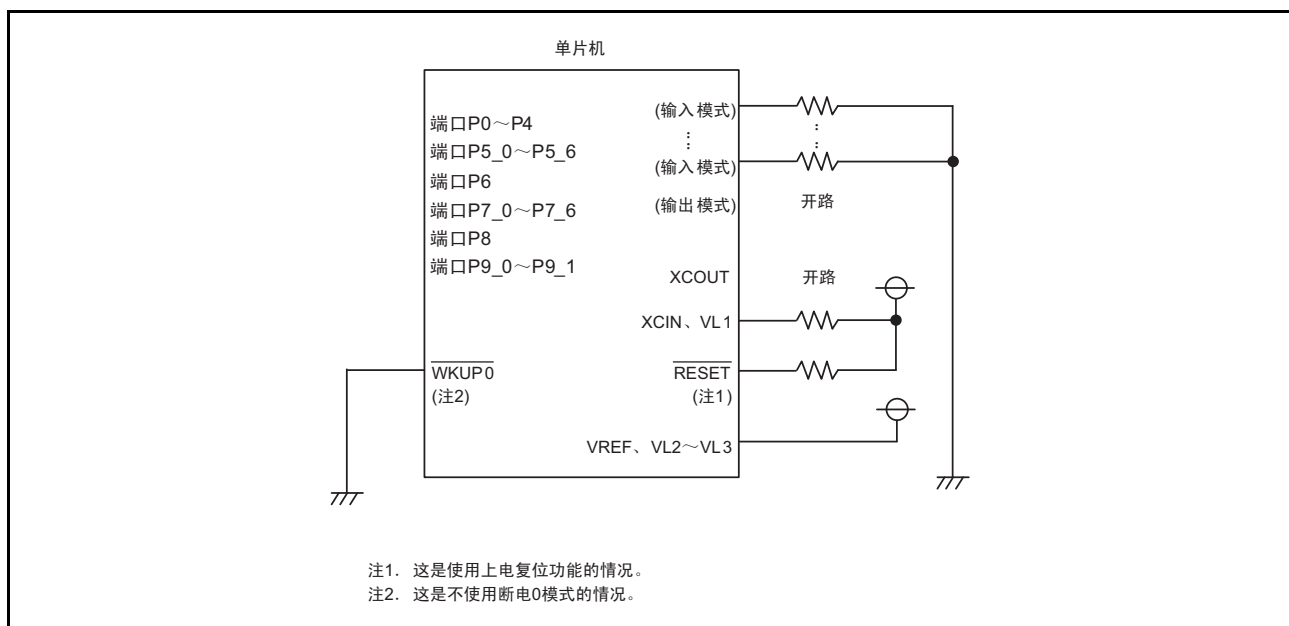 单片机
端口P0～P4
端口P5_0～P5_6
端口P6
端口P7_0～P7_6
端口P8
端口P9_0～P9_1
(输入模式)
(输入模式)
(输出模式)
开路
XCOUT
开路
XCIN、VL1
WKUP0
(注2)
RESET
(注1)
VREF、VL2～VL3
注1. 这是使用上电复位功能的情况。
注2. 这是不使用断电0模式的情况。